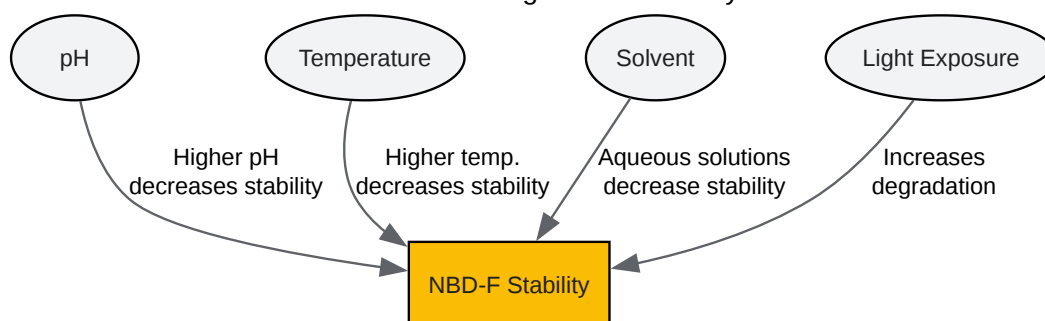 pH
Temperature
Solvent
Light Exposure
Higher pH
decreases stability
Higher temp.
decreases stability
Aqueous solutions
decrease stability
Increases
degradation
NBD-F Stability